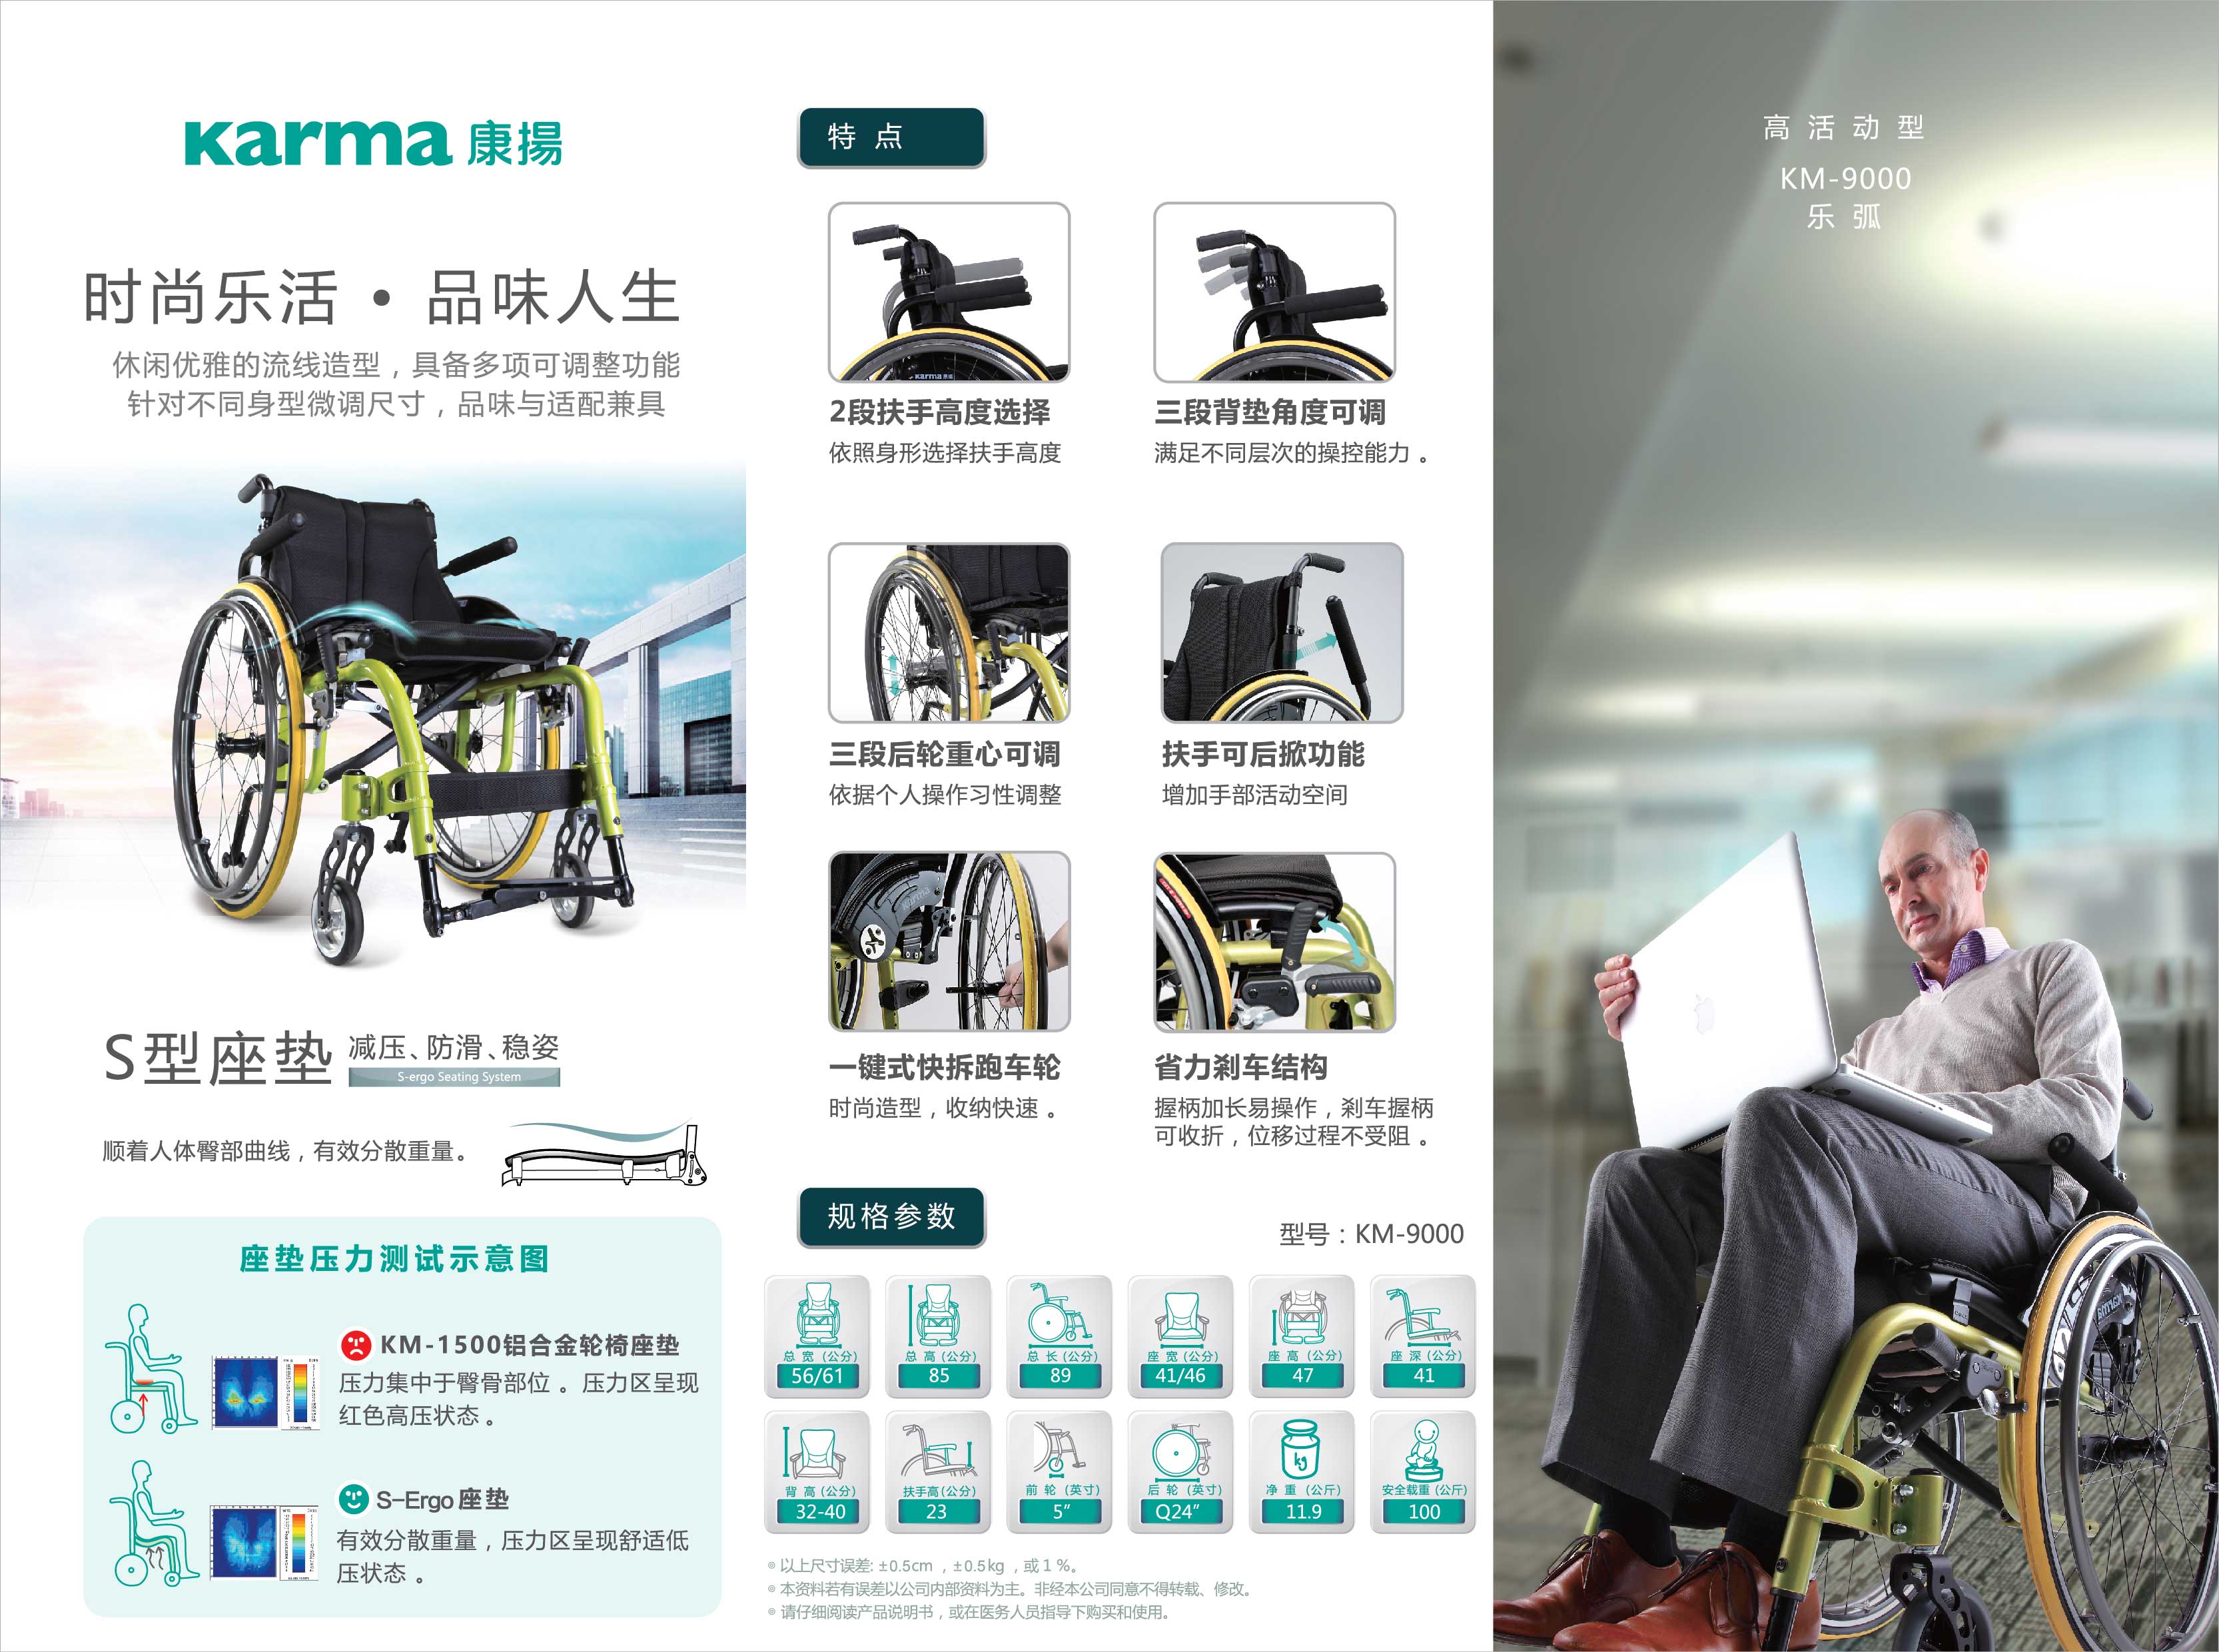 karma 康揚
时尚乐活 • 品味人生
休闲优雅的流线造型，具备多项可调整功能
针对不同身型微调尺寸，品味与适配兼具
S型座垫
减压、防滑、稳姿
S-ergo Seating System
顺着人体臀部曲线，有效分散重量。
座垫压力测试示意图
KM-1500铝合金轮椅座垫
压力集中于臀骨部位 。压力区呈现
红色高压状态 。
S-Ergo座垫
有效分散重量，压力区呈现舒适低
压状态 。
特 点
2段扶手高度选择
依照身形选择扶手高度
三段背垫角度可调
满足不同层次的操控能力 。
三段后轮重心可调
依据个人操作习性调整
扶手可后掀功能
增加手部活动空间
一键式快拆跑车轮
时尚造型，收纳快速 。
省力刹车结构
握柄加长易操作，刹车握柄
可收折，位移过程不受阻 。
规格参数
型号：KM-9000
总 宽 (公分)
56/61
总 高 (公分)
85
总 长 (公分)
89
座 宽 (公分)
41/46
座 高 (公分)
47
座 深 (公分)
41
背 高 (公分)
32-40
扶手高(公分)
23
前 轮 (英寸)
5″
后 轮 (英寸)
Q24″
kg
净 重 (公斤)
11.9
安全载重 (公斤)
100
◎ 以上尺寸误差: ±0.5cm ，±0.5kg ，或 1 %。
◎ 本资料若有误差以公司内部资料为主。非经本公司同意不得转载、修改。
◎ 请仔细阅读产品说明书，或在医务人员指导下购买和使用。
高 活 动 型
KM-9000
乐 弧